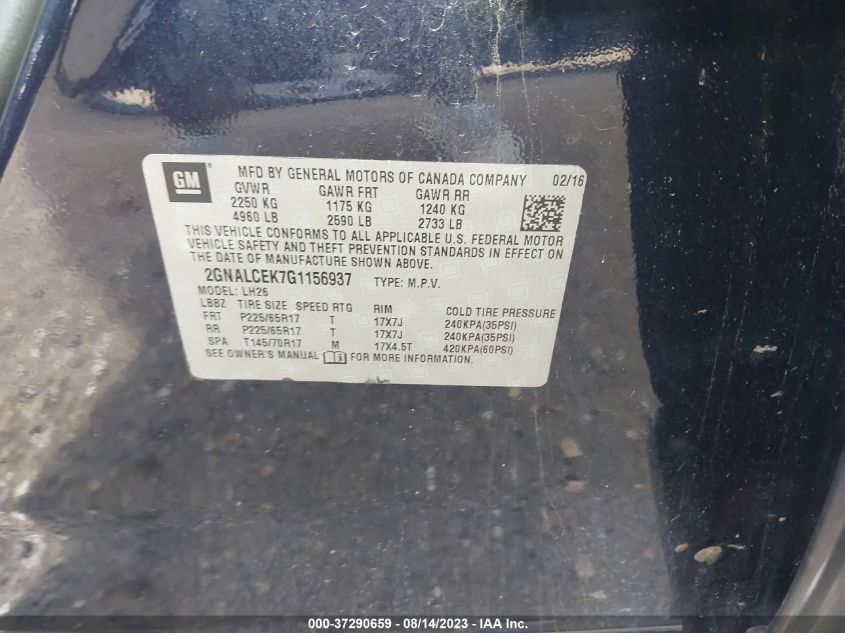 GM ® MFD BY GENERAL MOTORS OF CANADA COMPANY 02/16
GVWR GAWR FRT GAWR RR
2250 KG 1175 KG 1240 KG
4960 LB 2590 LB 2733 LB
THIS VEHICLE CONFORMS TO ALL APPLICABLE U.S. FEDERAL MOTOR
VEHICLE SAFETY AND THEFT PREVENTION STANDARDS IN EFFECT ON
THE DATE OF MANUFACTURE SHOWN ABOVE.
2GNALCEK7G1156937 TYPE: M.P.V.
MODEL: LH26
LBBZ TIRE SIZE SPEED RTG RIM COLD TIRE PRESSURE
FRT P225/65R17 T 17X7J 240KPA(35PSI)
RR P225/65R17 T 17X7J 240KPA(35PSI)
SPA T145/70R17 M 17X4.5T 420KPA(60PSI)
SEE OWNER'S MANUAL FOR MORE INFORMATION.
000-37290659 — 08/14/2023 — IAA Inc.